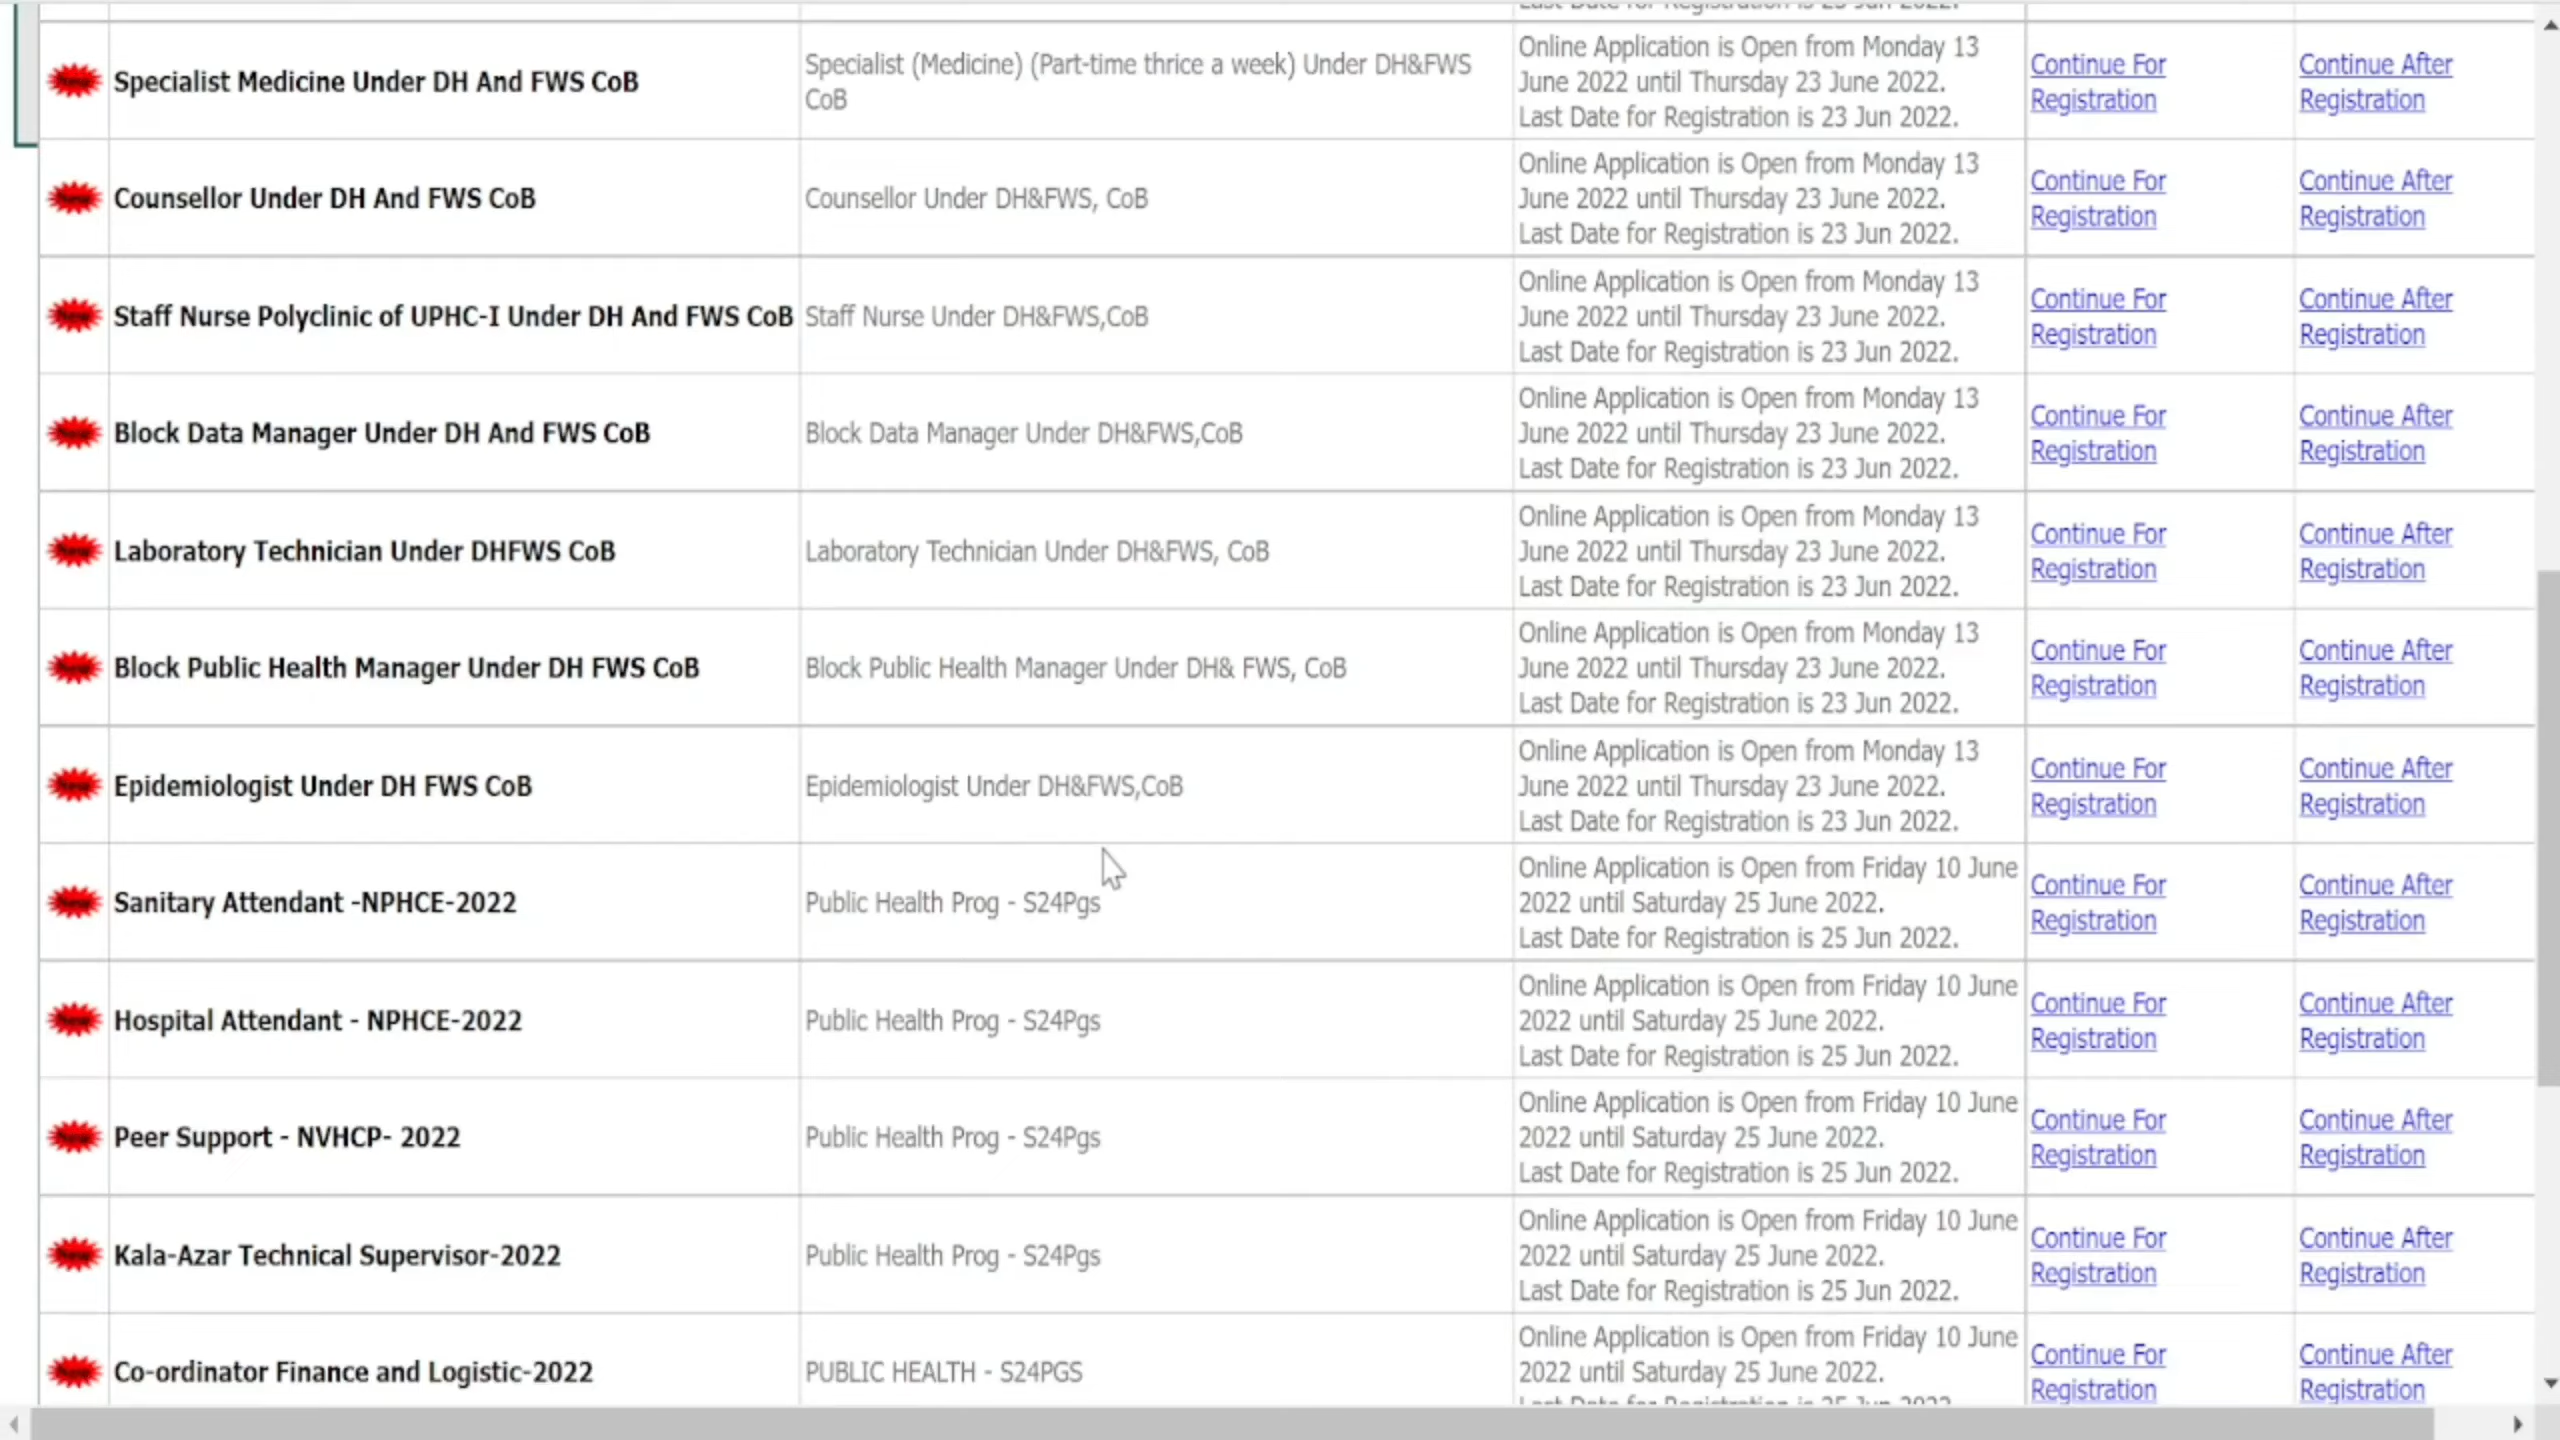 Last Date for Registration is 23 Jun 2022.
Specialist Medicine Under DH And FWS CoB
Specialist (Medicine) (Part-time thrice a week) Under DH&FWS
CoB
Online Application is Open from Monday 13
June 2022 until Thursday 23 June 2022.
Last Date for Registration is 23 Jun 2022.
Continue For
Registration
Continue After
Registration
Counsellor Under DH And FWS CoB
Counsellor Under DH&FWS, CoB
Online Application is Open from Monday 13
June 2022 until Thursday 23 June 2022.
Last Date for Registration is 23 Jun 2022.
Continue For
Registration
Continue After
Registration
Staff Nurse Polyclinic of UPHC-I Under DH And FWS CoB
Staff Nurse Under DH&FWS,CoB
Online Application is Open from Monday 13
June 2022 until Thursday 23 June 2022.
Last Date for Registration is 23 Jun 2022.
Continue For
Registration
Continue After
Registration
Block Data Manager Under DH And FWS CoB
Block Data Manager Under DH&FWS,CoB
Online Application is Open from Monday 13
June 2022 until Thursday 23 June 2022.
Last Date for Registration is 23 Jun 2022.
Continue For
Registration
Continue After
Registration
Laboratory Technician Under DHFWS CoB
Laboratory Technician Under DH&FWS, CoB
Online Application is Open from Monday 13
June 2022 until Thursday 23 June 2022.
Last Date for Registration is 23 Jun 2022.
Continue For
Registration
Continue After
Registration
Block Public Health Manager Under DH FWS CoB
Block Public Health Manager Under DH& FWS, CoB
Online Application is Open from Monday 13
June 2022 until Thursday 23 June 2022.
Last Date for Registration is 23 Jun 2022.
Continue For
Registration
Continue After
Registration
Epidemiologist Under DH FWS CoB
Epidemiologist Under DH&FWS,CoB
Online Application is Open from Monday 13
June 2022 until Thursday 23 June 2022.
Last Date for Registration is 23 Jun 2022.
Continue For
Registration
Continue After
Registration
Sanitary Attendant -NPHCE-2022
Public Health Prog - S24Pgs
Online Application is Open from Friday 10 June
2022 until Saturday 25 June 2022.
Last Date for Registration is 25 Jun 2022.
Continue For
Registration
Continue After
Registration
Hospital Attendant - NPHCE-2022
Public Health Prog - S24Pgs
Online Application is Open from Friday 10 June
2022 until Saturday 25 June 2022.
Last Date for Registration is 25 Jun 2022.
Continue For
Registration
Continue After
Registration
Peer Support - NVHCP- 2022
Public Health Prog - S24Pgs
Online Application is Open from Friday 10 June
2022 until Saturday 25 June 2022.
Last Date for Registration is 25 Jun 2022.
Continue For
Registration
Continue After
Registration
Kala-Azar Technical Supervisor-2022
Public Health Prog - S24Pgs
Online Application is Open from Friday 10 June
2022 until Saturday 25 June 2022.
Last Date for Registration is 25 Jun 2022.
Continue For
Registration
Continue After
Registration
Co-ordinator Finance and Logistic-2022
PUBLIC HEALTH - S24PGS
Online Application is Open from Friday 10 June
2022 until Saturday 25 June 2022.
Last Date for Registration is 25 Jun 2022.
Continue For
Registration
Continue After
Registration